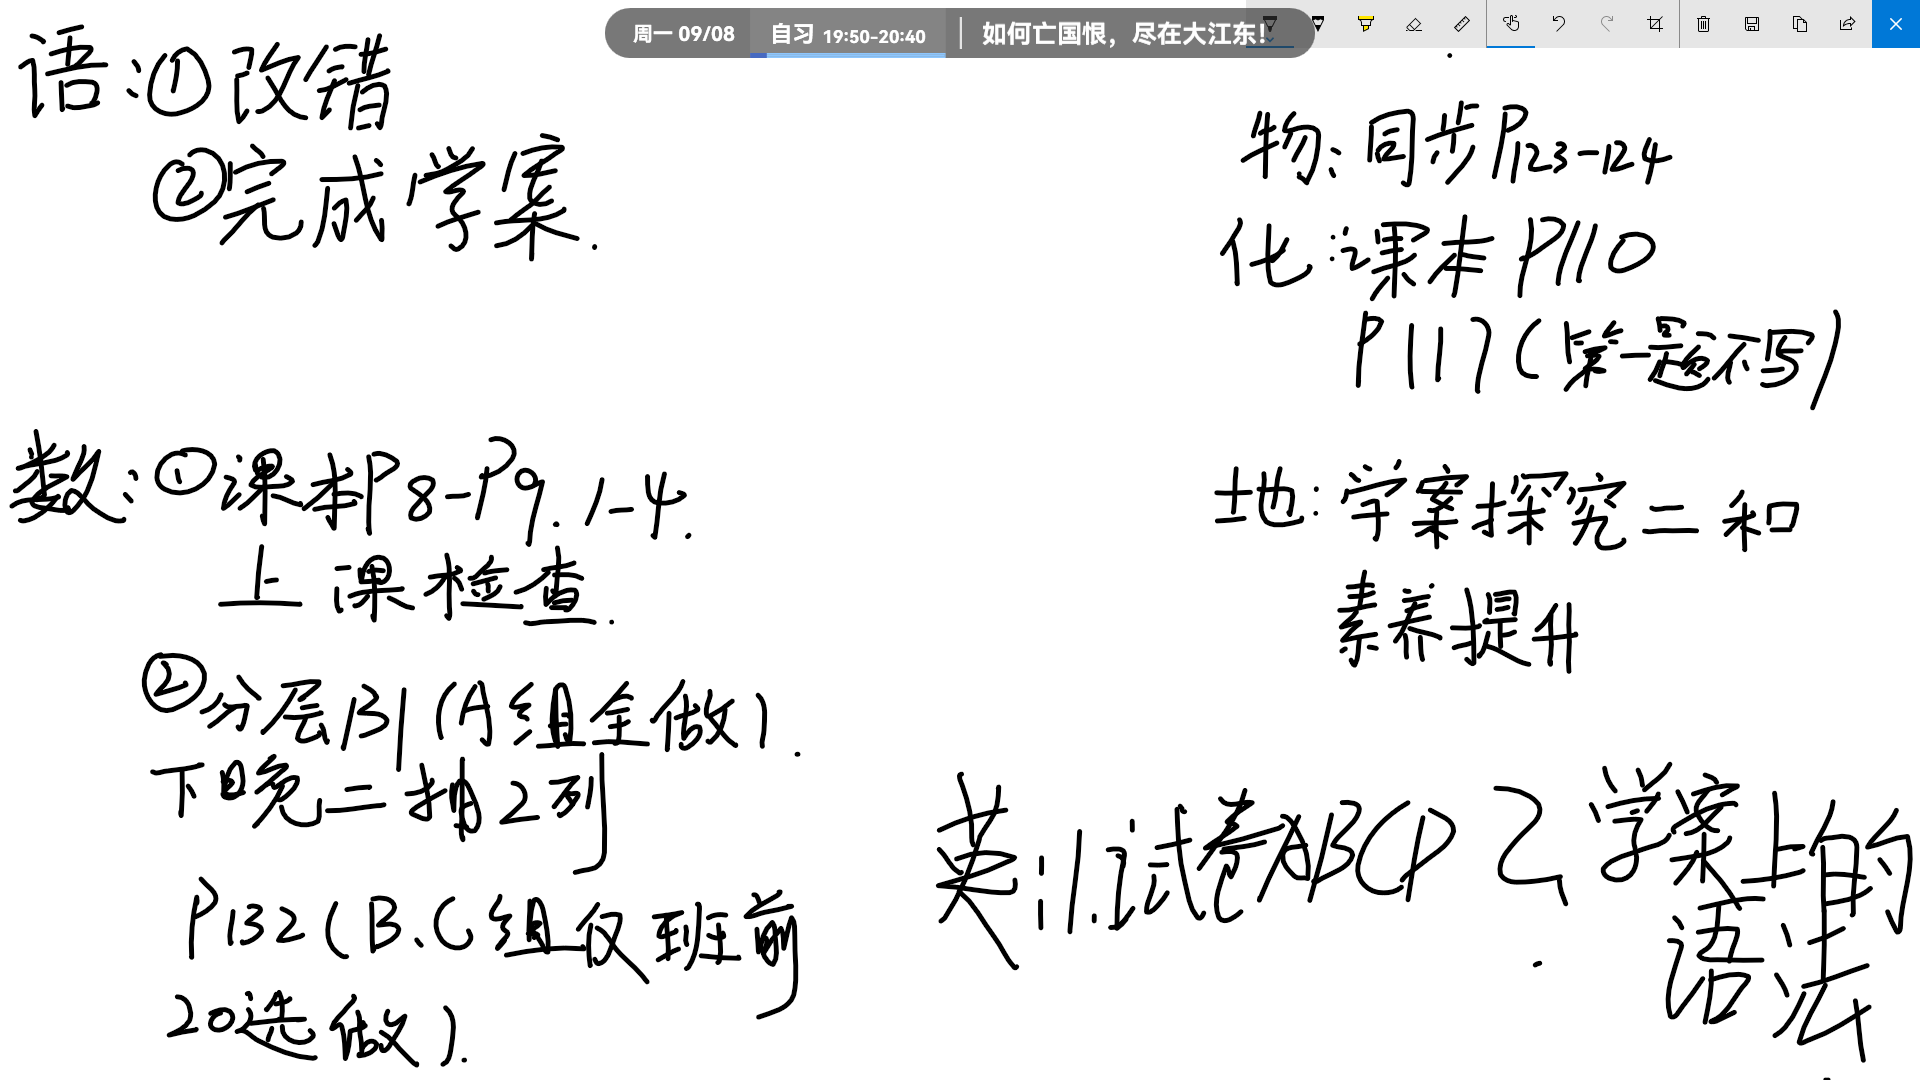 周一 09/08 自习 19:50-20:40 如何亡国恨，尽在大江东！
语:①改错
②完成学案.
数:①课本P8-P9.1-4.
上课检查.
②分层B1(A组全做).
下日晚二抽2列
P132(B、C组仅班前
20选做).
物:同步P123-124
化:课本P110
P117(第一题不写)
地:学案探究二和
素养提升
英:1.试卷ABCD 2.学案上的
语法